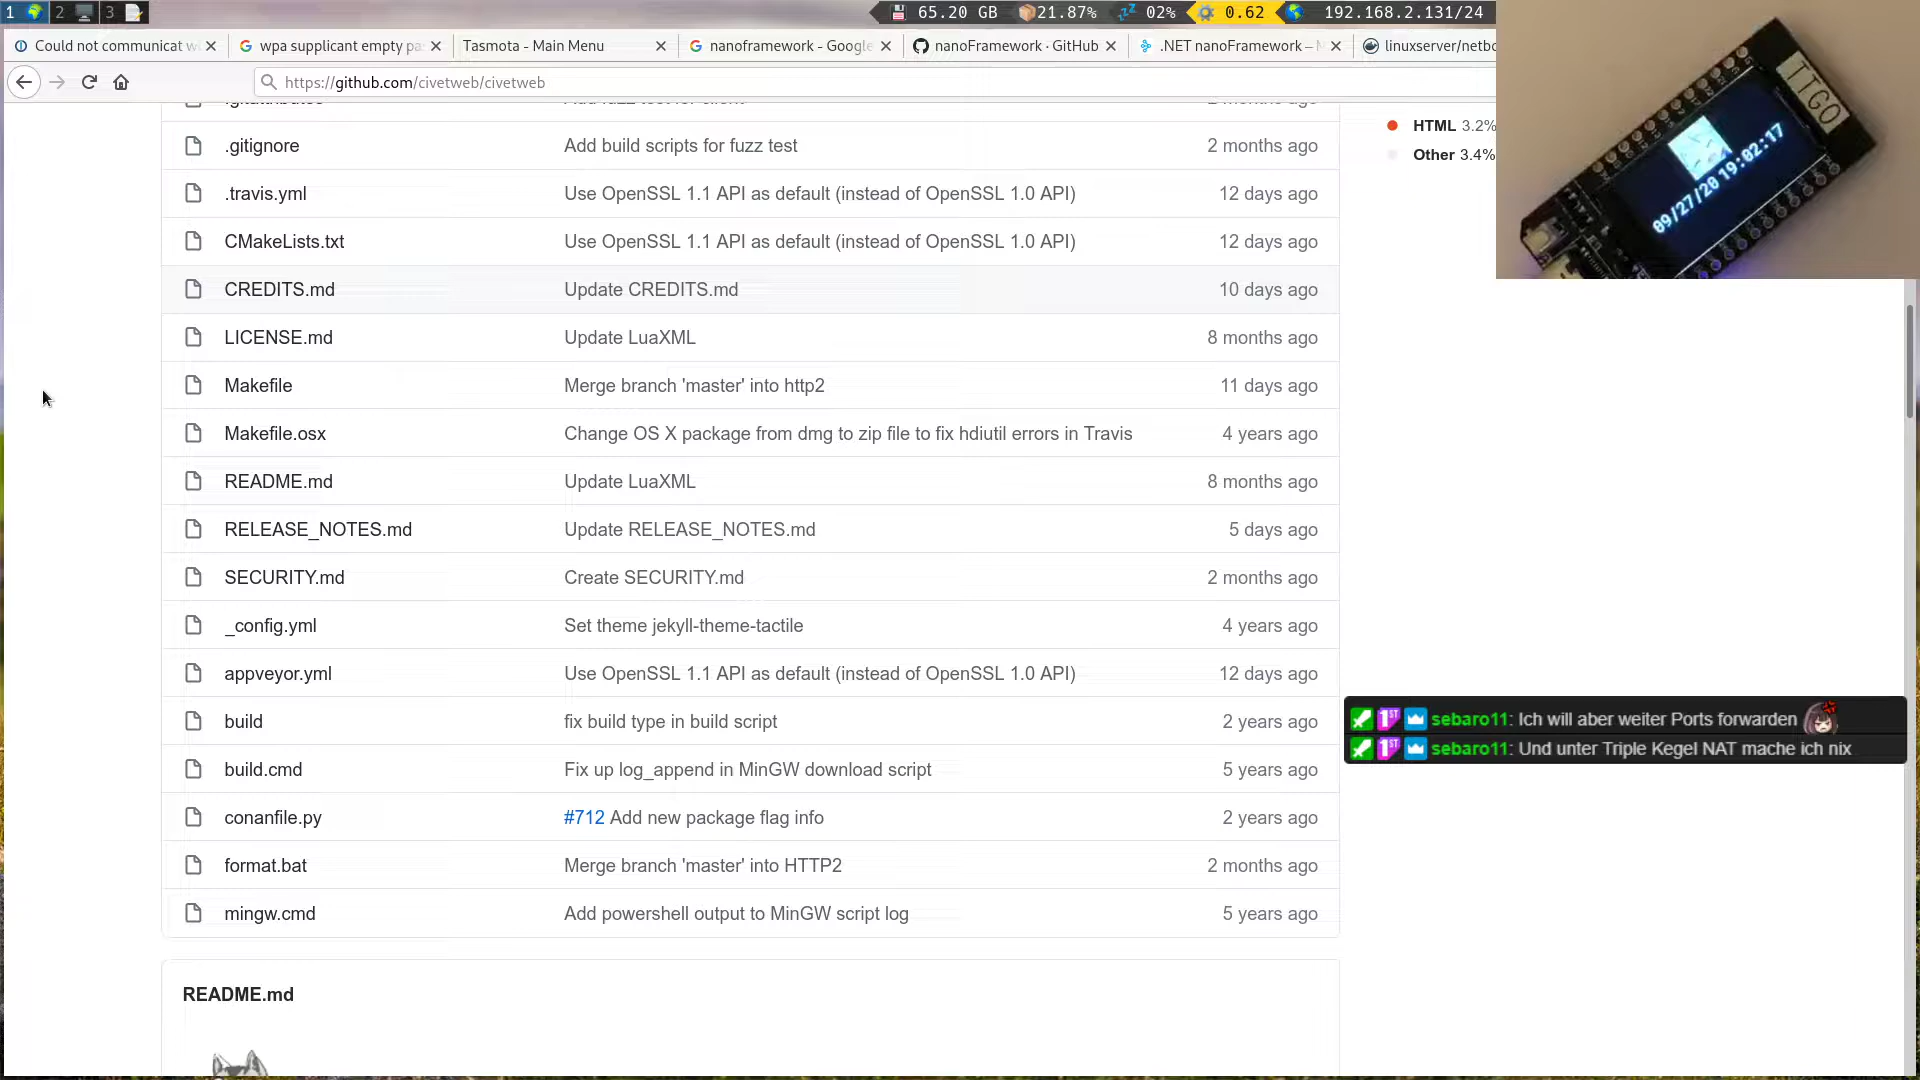 1 2 3 65.20 GB 21.87% 02% 0.62 192.168.2.131/24
Could not communicat w wpa supplicant empty pa Tasmota - Main Menu nanoframework - Google nanoFramework · GitHub .NET nanoFramework – linuxserver/netbo
https://github.com/civetweb/civetweb
.gitattributes Add fuzz test for client 2 months ago
.gitignore Add build scripts for fuzz test 2 months ago
.travis.yml Use OpenSSL 1.1 API as default (instead of OpenSSL 1.0 API) 12 days ago
CMakeLists.txt Use OpenSSL 1.1 API as default (instead of OpenSSL 1.0 API) 12 days ago
CREDITS.md Update CREDITS.md 10 days ago
LICENSE.md Update LuaXML 8 months ago
Makefile Merge branch 'master' into http2 11 days ago
Makefile.osx Change OS X package from dmg to zip file to fix hdiutil errors in Travis 4 years ago
README.md Update LuaXML 8 months ago
RELEASE_NOTES.md Update RELEASE_NOTES.md 5 days ago
SECURITY.md Create SECURITY.md 2 months ago
_config.yml Set theme jekyll-theme-tactile 4 years ago
appveyor.yml Use OpenSSL 1.1 API as default (instead of OpenSSL 1.0 API) 12 days ago
build fix build type in build script 2 years ago
build.cmd Fix up log_append in MinGW download script 5 years ago
conanfile.py #712 Add new package flag info 2 years ago
format.bat Merge branch 'master' into HTTP2 2 months ago
mingw.cmd Add powershell output to MinGW script log 5 years ago
README.md
HTML 3.2%
Other 3.4%
TTGO
09/27/20 19:02:17
1ST sebaro11: Ich will aber weiter Ports forwarden
1ST sebaro11: Und unter Triple Kegel NAT mache ich nix